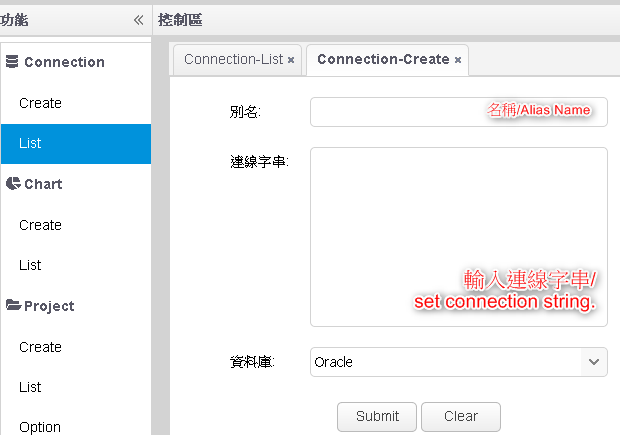 功能
控制區
Connection
Create
List
Chart
Create
List
Project
Create
List
Option
Connection-List
Connection-Create
別名:
名稱/Alias Name
連線字串:
輸入連線字串/
set connection string.
資料庫:
Oracle
Submit
Clear